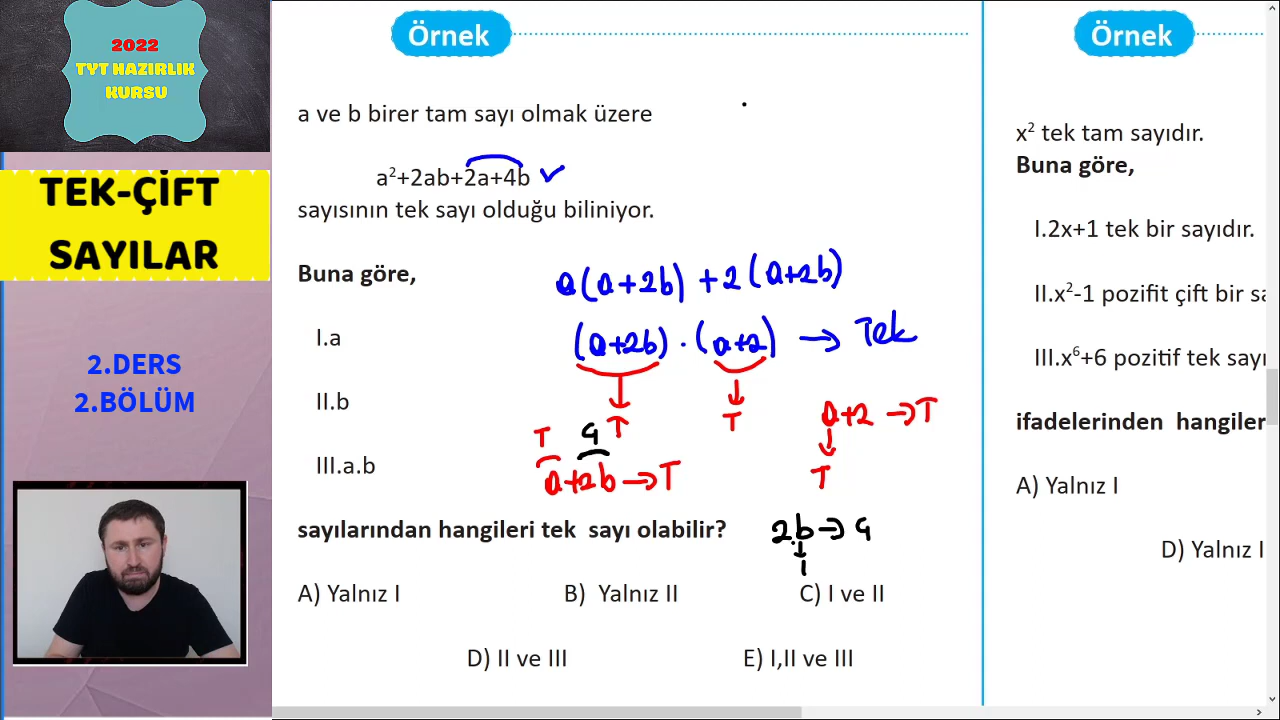 2022
TYT HAZIRLIK
KURSU
TEK-ÇİFT
SAYILAR
2.DERS
2.BÖLÜM
Örnek
a ve b birer tam sayı olmak üzere
a²+2ab+2a+4b
sayısının tek sayı olduğu biliniyor.
Buna göre,
a(a+2b)+2(a+2b)
I.a
(a+2b).(a+2) → Tek
II.b
T T
a+2 → T
T
T Ç
III.a.b
a+2b → T
sayılarından hangileri tek sayı olabilir?
2b → Ç
1
A) Yalnız I
B) Yalnız II
C) I ve II
D) II ve III
E) I,II ve III
Örnek
x² tek tam sayıdır.
Buna göre,
I.2x+1 tek bir sayıdır.
II.x²-1 pozifit çift bir sa
III.x⁶+6 pozitif tek sayı
ifadelerinden hangiler
A) Yalnız I
D) Yalnız I